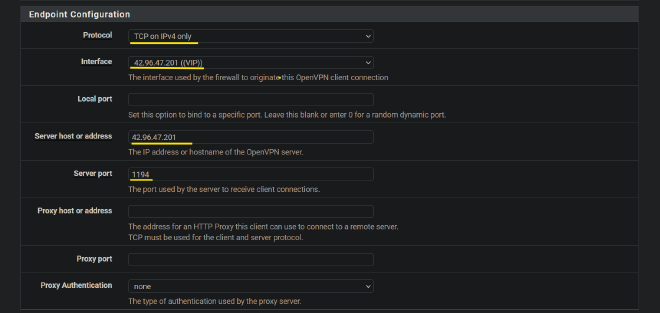 Endpoint Configuration
Protocol
TCP on IPv4 only
Interface
42.96.47.201 ((VIP))
The interface used by the firewall to originate this OpenVPN client connection
Local port
Set this option to bind to a specific port. Leave this blank or enter 0 for a random dynamic port.
Server host or address
42.96.47.201
The IP address or hostname of the OpenVPN server.
Server port
1194
The port used by the server to receive client connections.
Proxy host or address
The address for an HTTP Proxy this client can use to connect to a remote server.
TCP must be used for the client and server protocol.
Proxy port
Proxy Authentication
none
The type of authentication used by the proxy server.